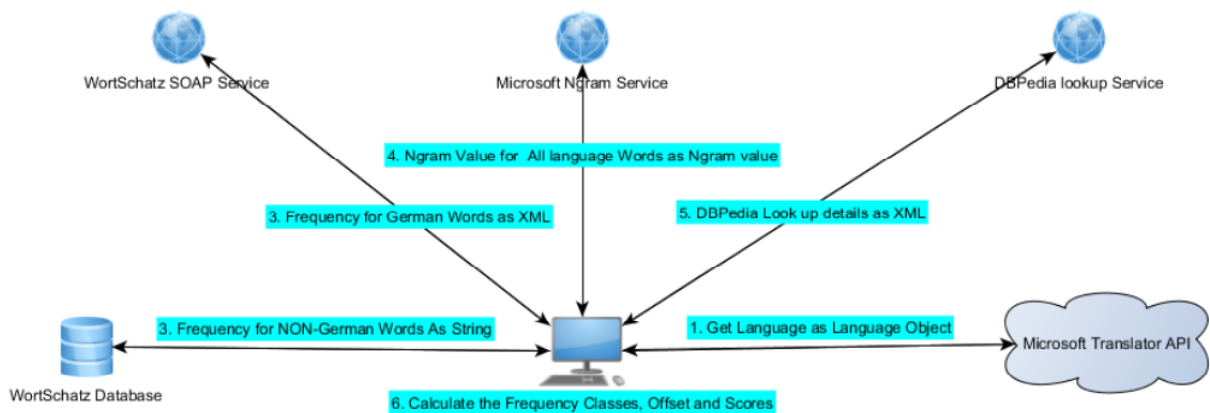 WortSchatz SOAP Service
Microsoft Ngram Service
DBPedia lookup Service
4. Ngram Value for All language Words as Ngram value
3. Frequency for German Words as XML
5. DBPedia Look up details as XML
3. Frequency for NON-German Words As String
1. Get Language as Language Object
Microsoft Translator API
WortSchatz Database
6. Calculate the Frequency Classes, Offset and Scores